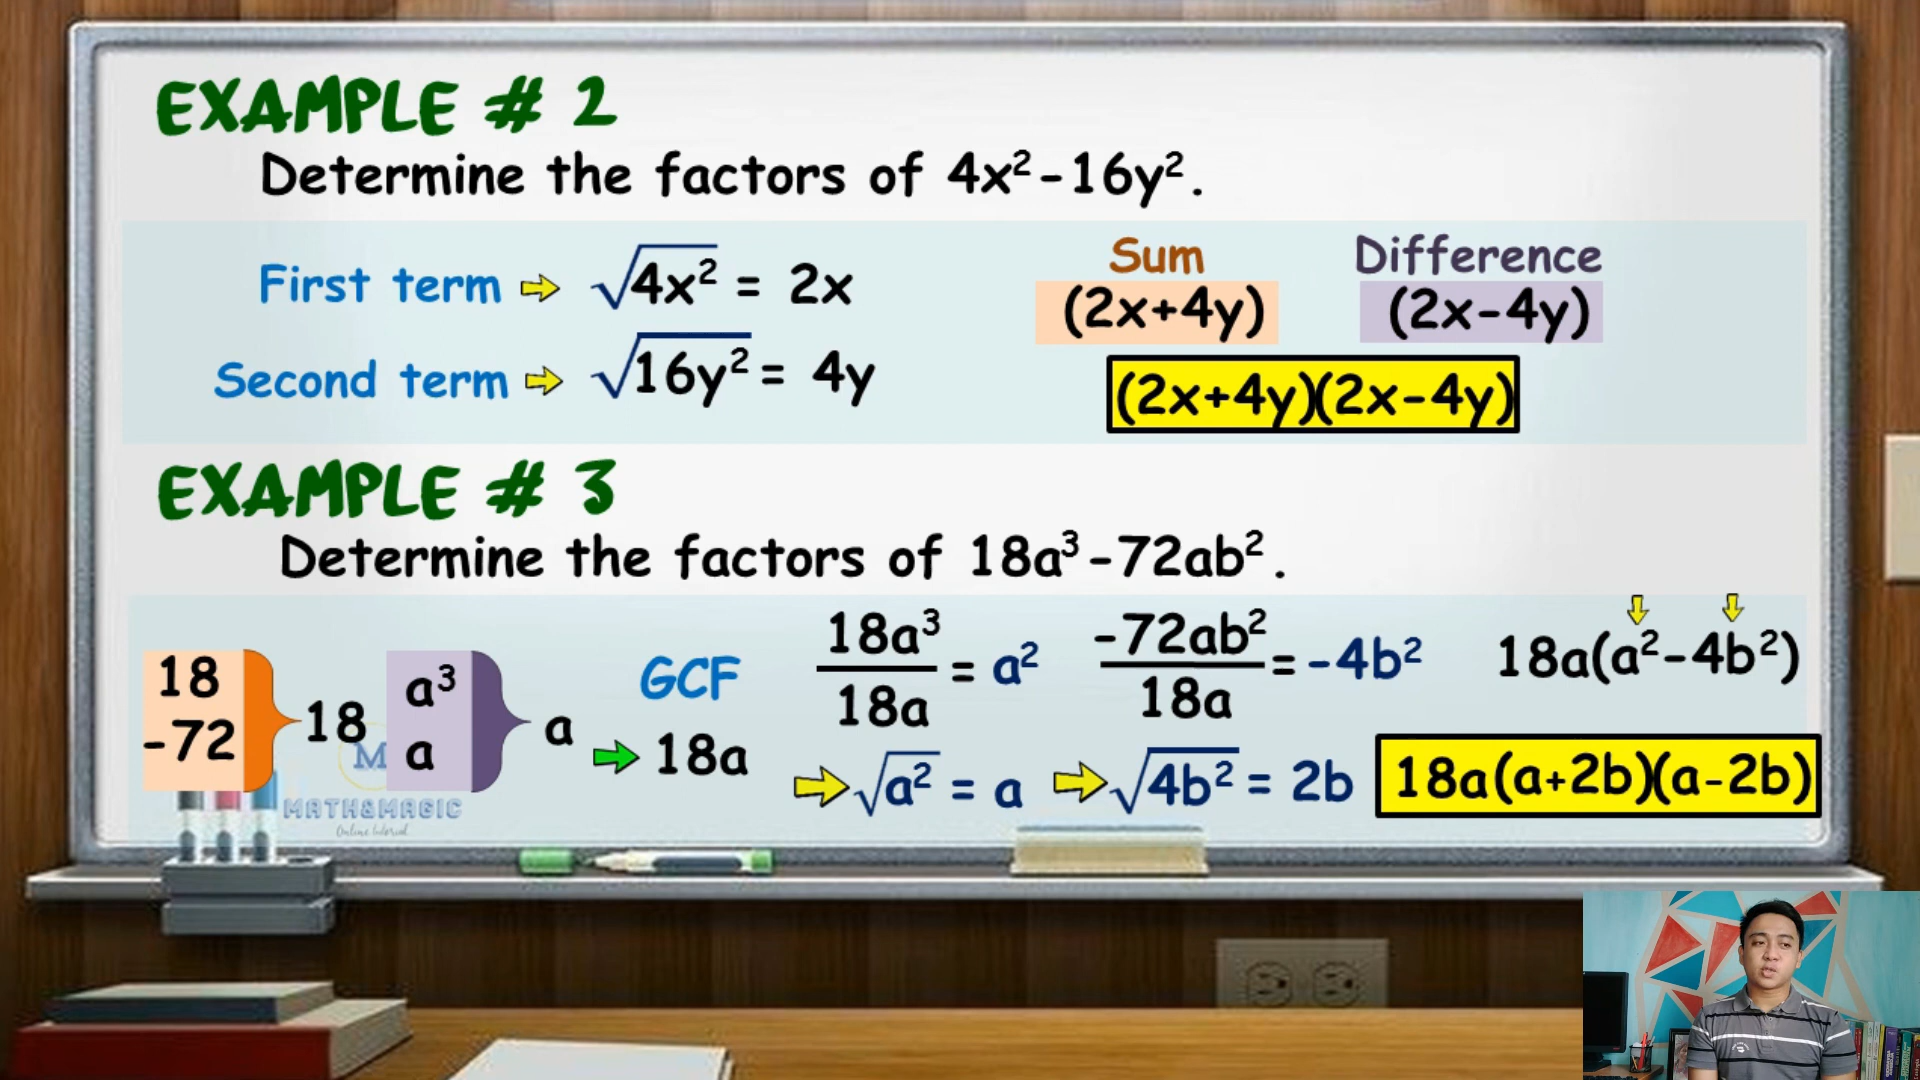 EXAMPLE # 2
Determine the factors of 4x²-16y².
First term √4x² = 2x
Second term √16y² = 4y
Sum Difference
(2x+4y) (2x-4y)
(2x+4y)(2x-4y)
EXAMPLE # 3
Determine the factors of 18a³-72ab².
18
-72
18
a³
a
a
GCF
18a
18a³
18a
= a²
-72ab²
18a
= -4b²
18a(a²-4b²)
√a² = a
√4b² = 2b
18a(a+2b)(a-2b)
M
MATH&MAGIC
Online tutorial